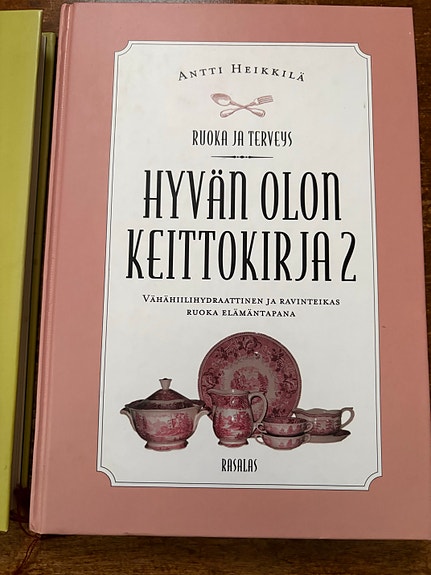 ANTTI HEIKKILÄ
RUOKA JA TERVEYS
HYVÄN OLON
KEITTOKIRJA 2
VÄHÄHIILIHYDRAATTINEN JA RAVINTEIKAS
RUOKA ELÄMÄNTAPANA
RASALAS